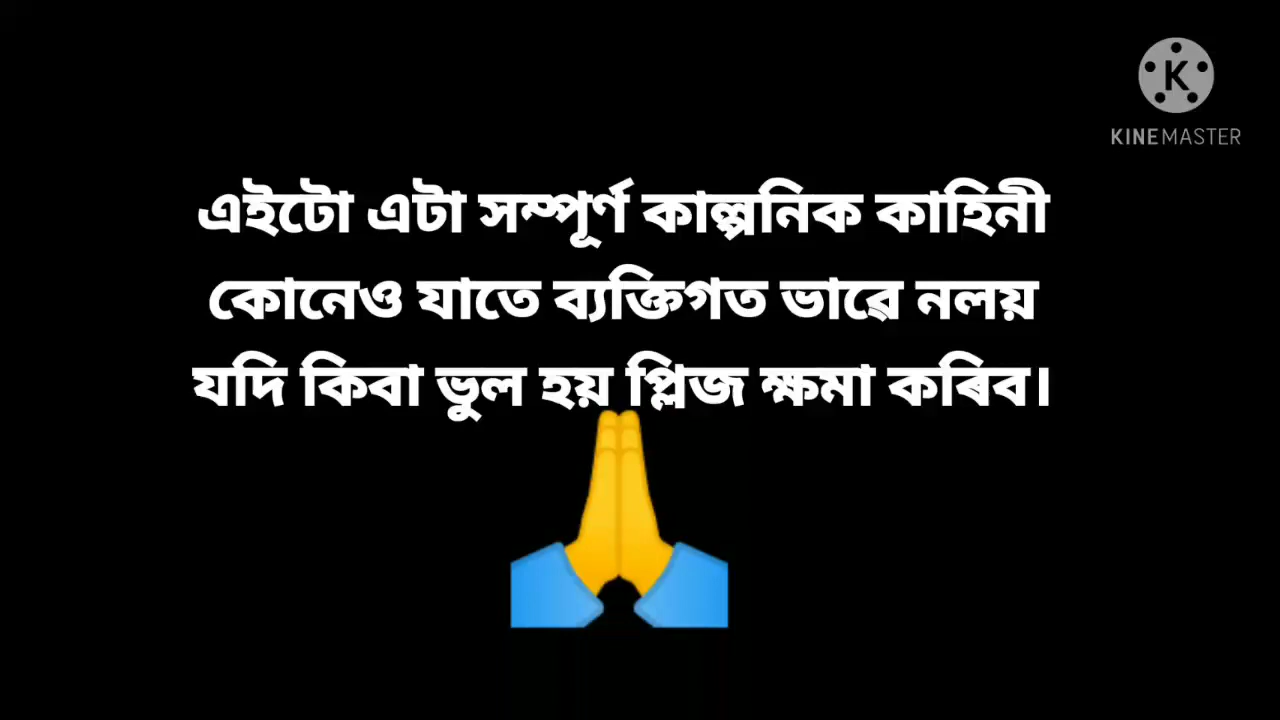 KINEMASTER
এইটো এটা সম্পূৰ্ণ কাল্পনিক কাহিনী
কোনেও যাতে ব্যক্তিগত ভাৱে নলয়
যদি কিবা ভুল হয় প্লিজ ক্ষমা কৰিব।